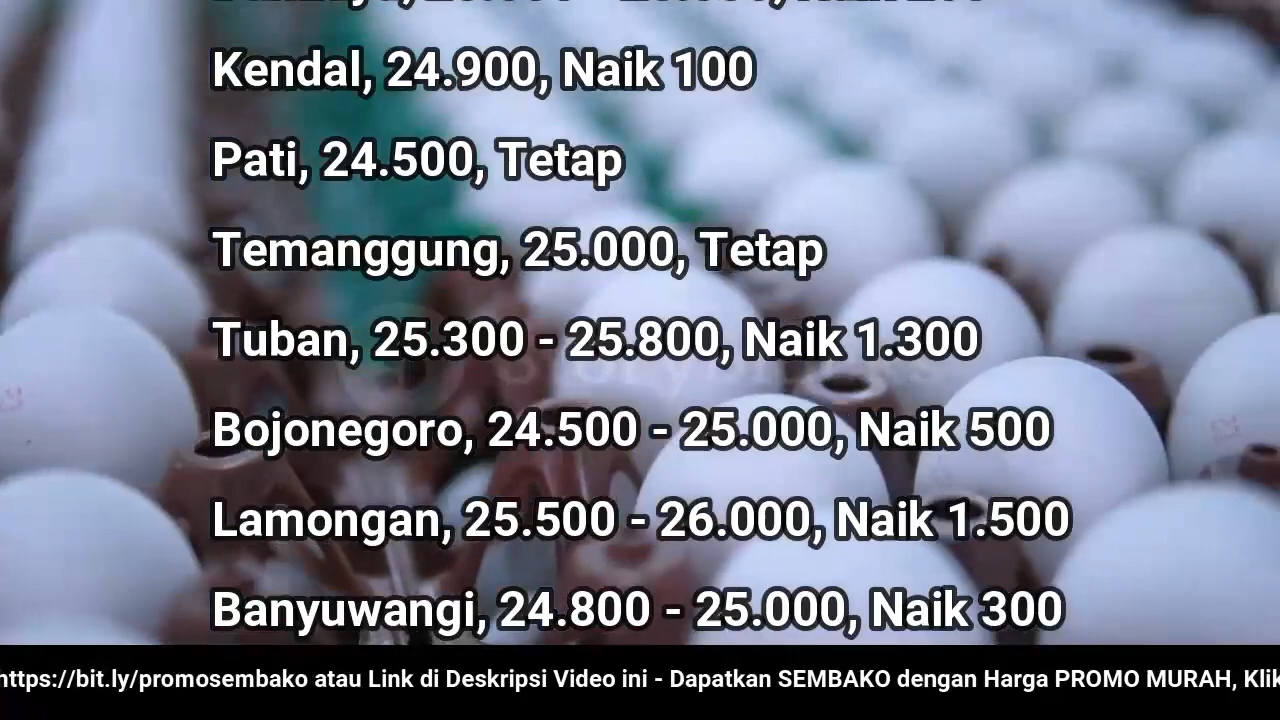 Kendal, 24.900, Naik 100
Pati, 24.500, Tetap
Temanggung, 25.000, Tetap
Tuban, 25.300 - 25.800, Naik 1.300
Bojonegoro, 24.500 - 25.000, Naik 500
Lamongan, 25.500 - 26.000, Naik 1.500
Banyuwangi, 24.800 - 25.000, Naik 300
https://bit.ly/promosembako atau Link di Deskripsi Video ini - Dapatkan SEMBAKO dengan Harga PROMO MURAH, Klik